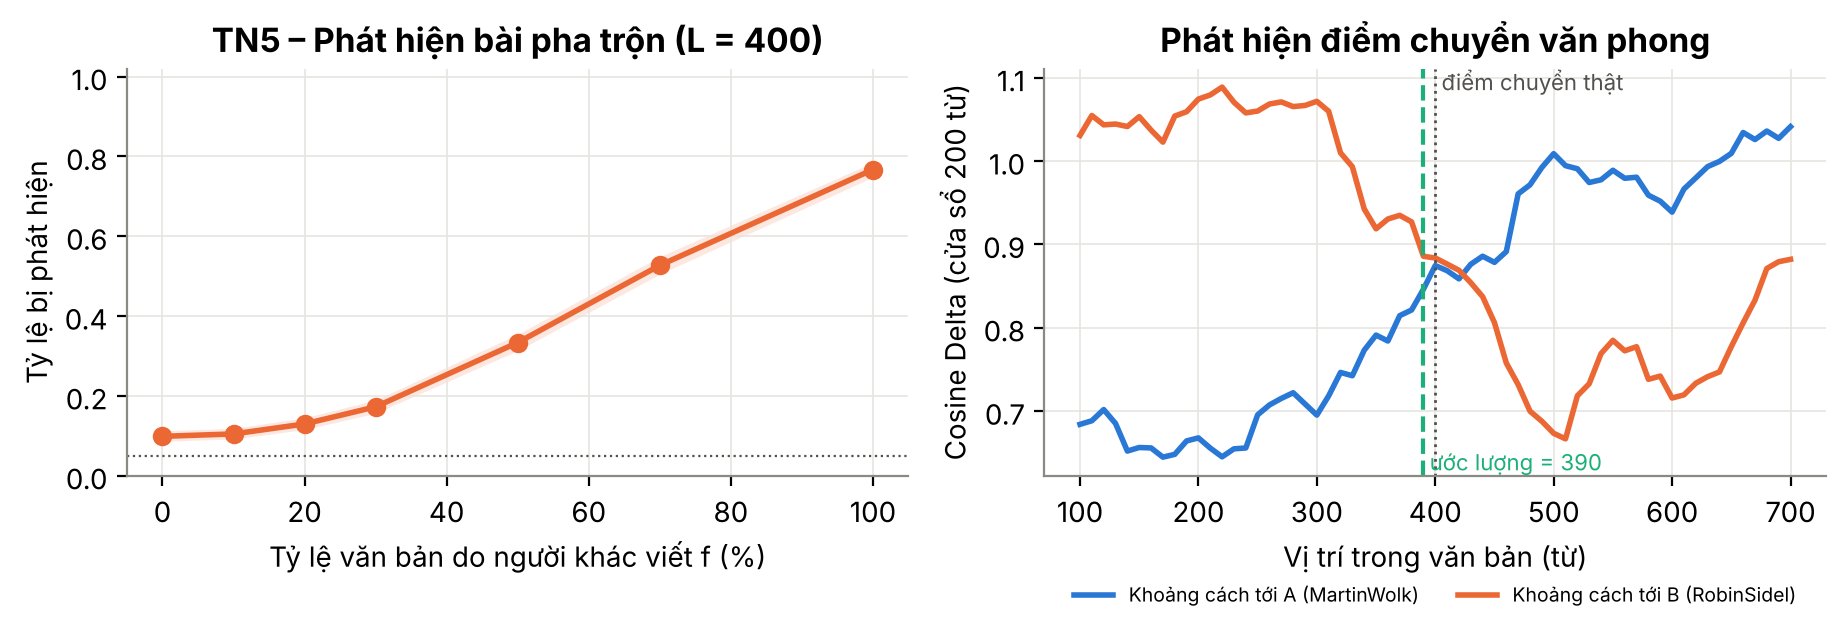 TN5 – Phát hiện bài pha trộn (L = 400)
Tỷ lệ bị phát hiện
1.0
0.8
0.6
0.4
0.2
0.0
0 20 40 60 80 100
Tỷ lệ văn bản do người khác viết f (%)
Phát hiện điểm chuyển văn phong
Cosine Delta (cửa sổ 200 từ)
1.1
1.0
0.9
0.8
0.7
điểm chuyển thật
ước lượng = 390
100 200 300 400 500 600 700
Vị trí trong văn bản (từ)
Khoảng cách tới A (MartinWolk) Khoảng cách tới B (RobinSidel)